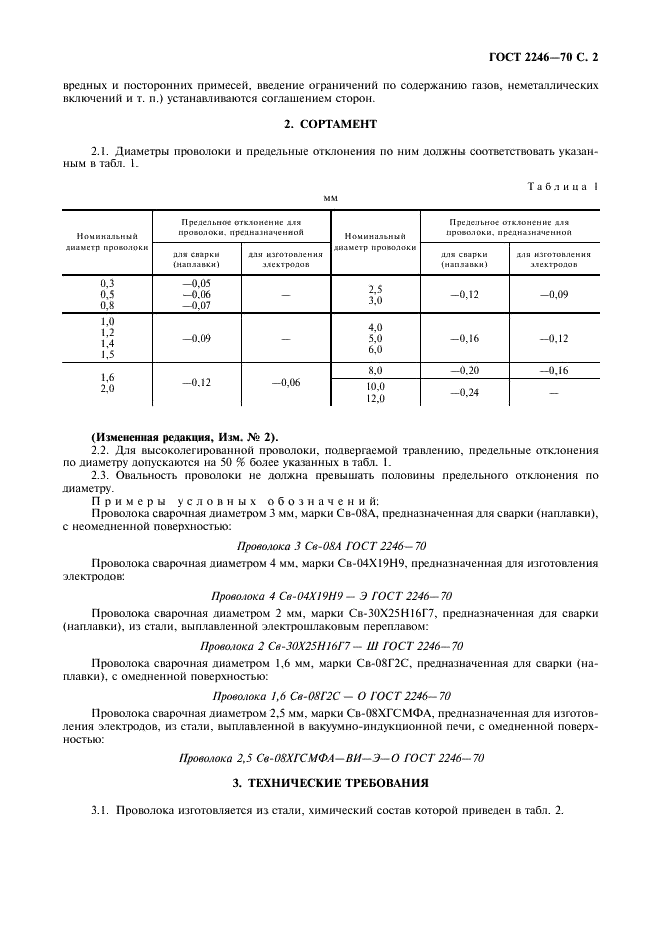 ГОСТ 2246—70 С. 2
вредных и посторонних примесей, введение ограничений по содержанию газов, неметаллических
включений и т. п.) устанавливаются соглашением сторон.
2. СОРТАМЕНТ
2.1. Диаметры проволоки и предельные отклонения по ним должны соответствовать указан-
ным в табл. 1.
Таблица 1
мм
Номинальный диаметр проволоки
Предельное отклонение для проволоки, предназначенной
для сварки (наплавки)
для изготовления электродов
Номинальный диаметр проволоки
Предельное отклонение для проволоки, предназначенной
для сварки (наплавки)
для изготовления электродов
0,3 —0,05
0,5 —0,06 —
0,8 —0,07
2,5
3,0 —0,12 —0,09
1,0
1,2
1,4
1,5 —0,09 —
4,0
5,0
6,0 —0,16 —0,12
1,6
2,0 —0,12 —0,06
8,0 —0,20 —0,16
10,0
12,0 —0,24 —
(Измененная редакция, Изм. № 2).
2.2. Для высоколегированной проволоки, подвергаемой травлению, предельные отклонения
по диаметру допускаются на 50 % более указанных в табл. 1.
2.3. Овальность проволоки не должна превышать половины предельного отклонения по
диаметру.
Примеры условных обозначений:
Проволока сварочная диаметром 3 мм, марки Св-08А, предназначенная для сварки (наплавки),
с неомедненной поверхностью:
Проволока 3 Св-08А ГОСТ 2246—70
Проволока сварочная диаметром 4 мм, марки Св-04Х19Н9, предназначенная для изготовления
электродов:
Проволока 4 Св-04Х19Н9 — Э ГОСТ 2246—70
Проволока сварочная диаметром 2 мм, марки Св-30Х25Н16Г7, предназначенная для сварки
(наплавки), из стали, выплавленной электрошлаковым переплавом:
Проволока 2 Св-30Х25Н16Г7 — Ш ГОСТ 2246—70
Проволока сварочная диаметром 1,6 мм, марки Св-08Г2С, предназначенная для сварки (на-
плавки), с омедненной поверхностью:
Проволока 1,6 Св-08Г2С — О ГОСТ 2246—70
Проволока сварочная диаметром 2,5 мм, марки Св-08ХГСМФА, предназначенная для изготов-
ления электродов, из стали, выплавленной в вакуумно-индукционной печи, с омедненной поверх-
ностью:
Проволока 2,5 Св-08ХГСМФА—ВИ—Э—О ГОСТ 2246—70
3. ТЕХНИЧЕСКИЕ ТРЕБОВАНИЯ
3.1. Проволока изготовляется из стали, химический состав которой приведен в табл. 2.